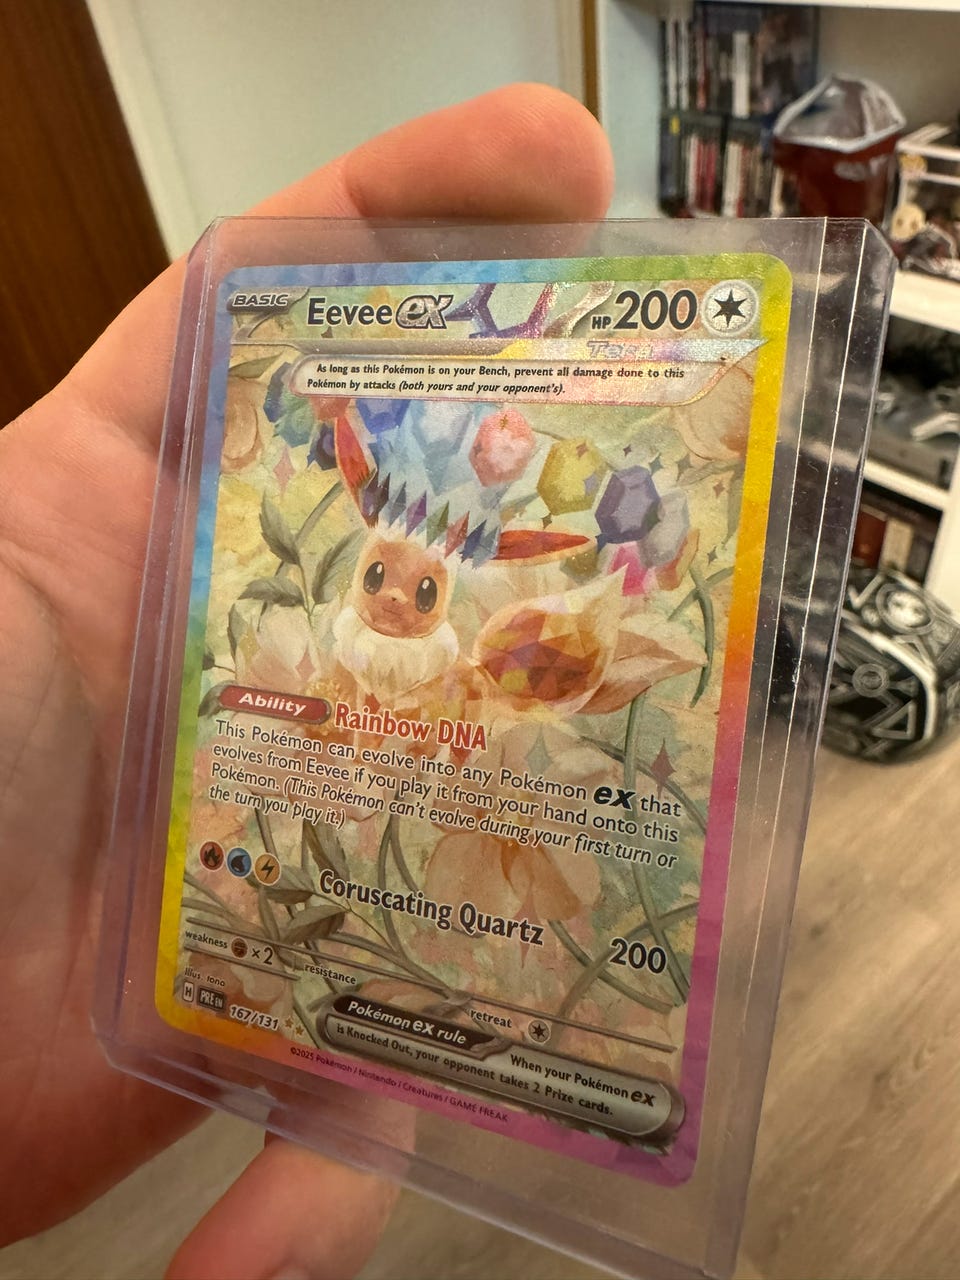 BASIC Eevee ex HP 200
Tera
As long as this Pokémon is on your Bench, prevent all damage done to this
Pokémon by attacks (both yours and your opponent's).
Ability Rainbow DNA
This Pokémon can evolve into any Pokémon ex that
evolves from Eevee if you play it from your hand onto this
Pokémon. (This Pokémon can't evolve during your first turn or
the turn you play it.)
Coruscating Quartz 200
weakness ×2 resistance retreat
Illus. Iono
H PRE EN 167/131
Pokémon ex rule
When your Pokémon ex
is Knocked Out, your opponent takes 2 Prize cards.
©2025 Pokémon / Nintendo / Creatures / GAME FREAK